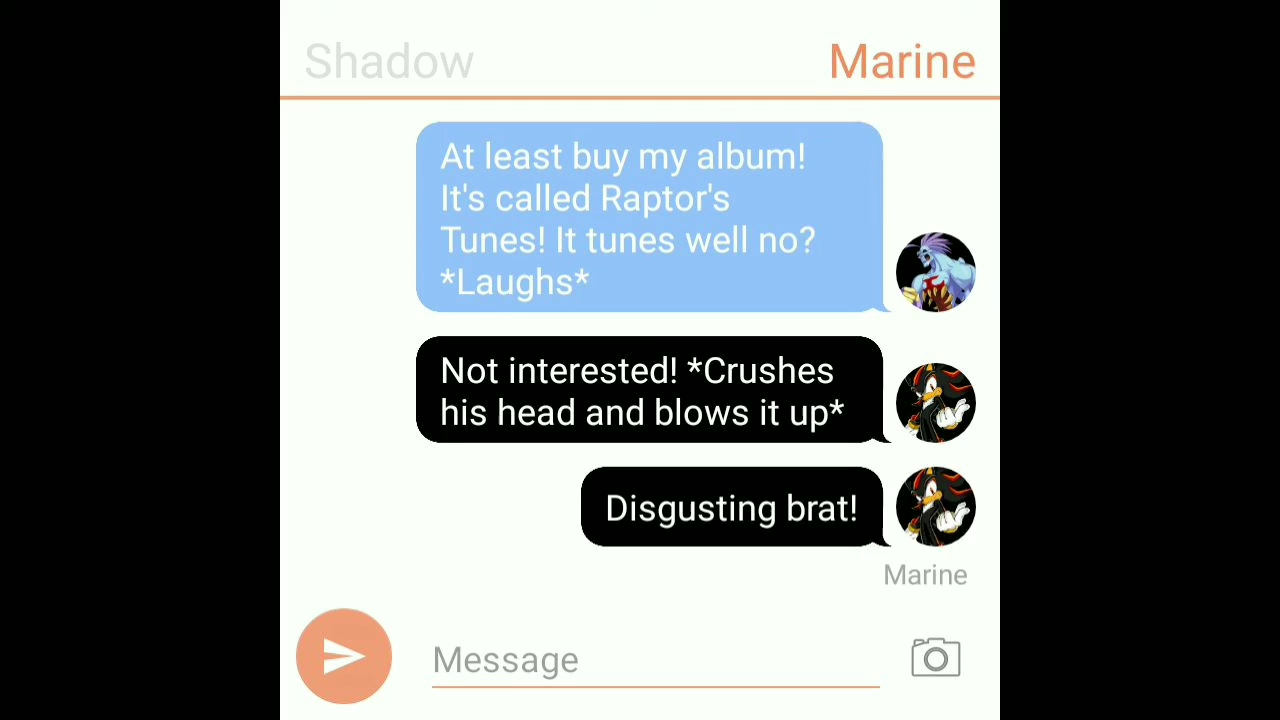 Shadow
Marine
At least buy my album!
It's called Raptor's
Tunes! It tunes well no?
*Laughs*
Not interested! *Crushes
his head and blows it up*
Disgusting brat!
Marine
Message